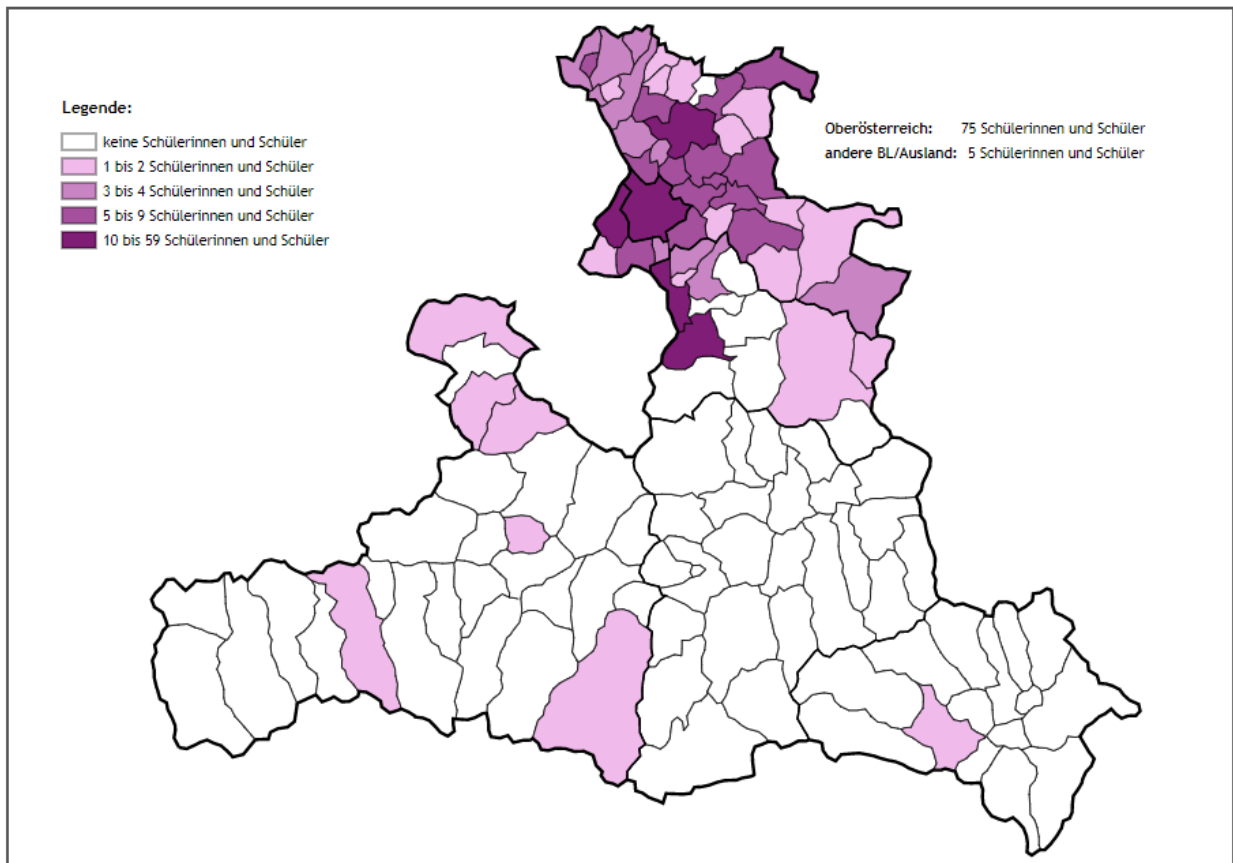 Legende:
keine Schülerinnen und Schüler
1 bis 2 Schülerinnen und Schüler
3 bis 4 Schülerinnen und Schüler
5 bis 9 Schülerinnen und Schüler
10 bis 59 Schülerinnen und Schüler
Oberösterreich: 75 Schülerinnen und Schüler
andere BL/Ausland: 5 Schülerinnen und Schüler